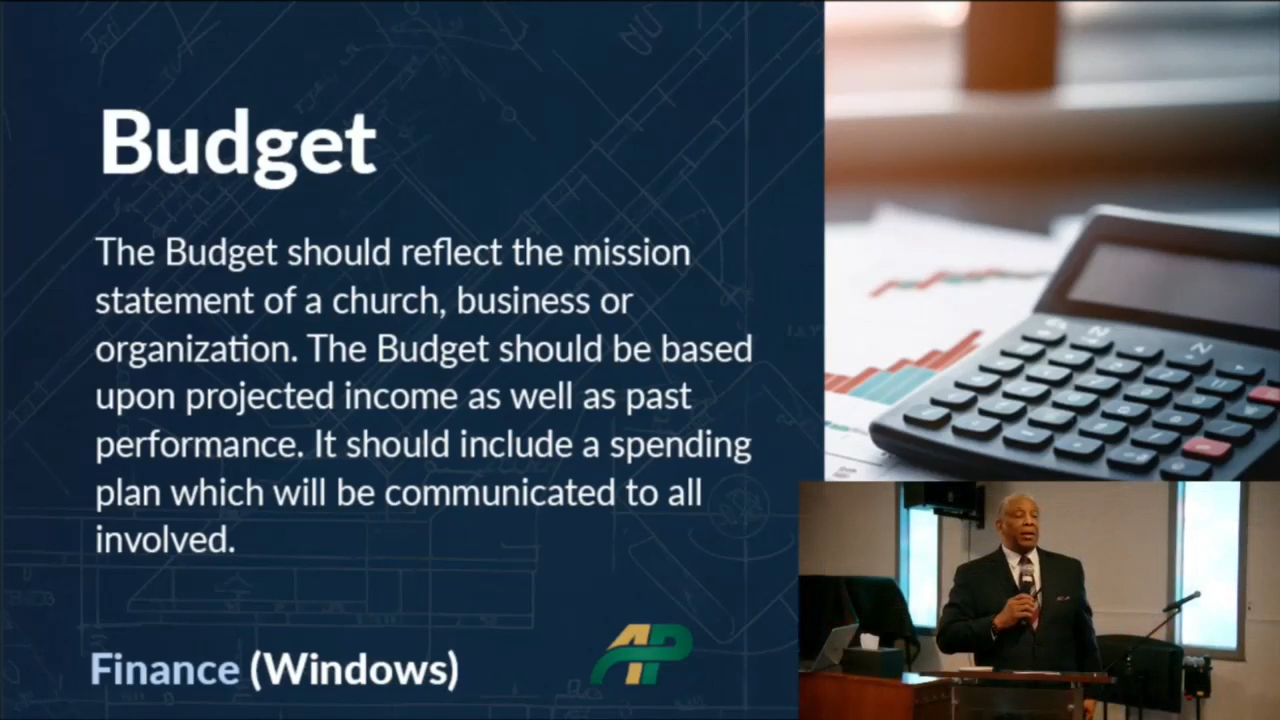 Budget
The Budget should reflect the mission
statement of a church, business or
organization. The Budget should be based
upon projected income as well as past
performance. It should include a spending
plan which will be communicated to all
involved.
Finance (Windows)
AP